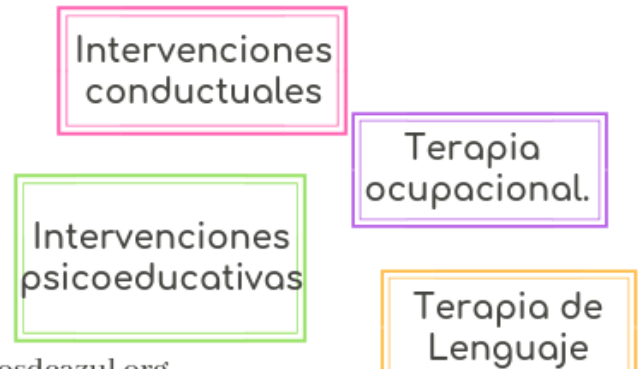 Intervenciones
conductuales
Terapia
ocupacional.
Intervenciones
psicoeducativas
Terapia de
Lenguaje